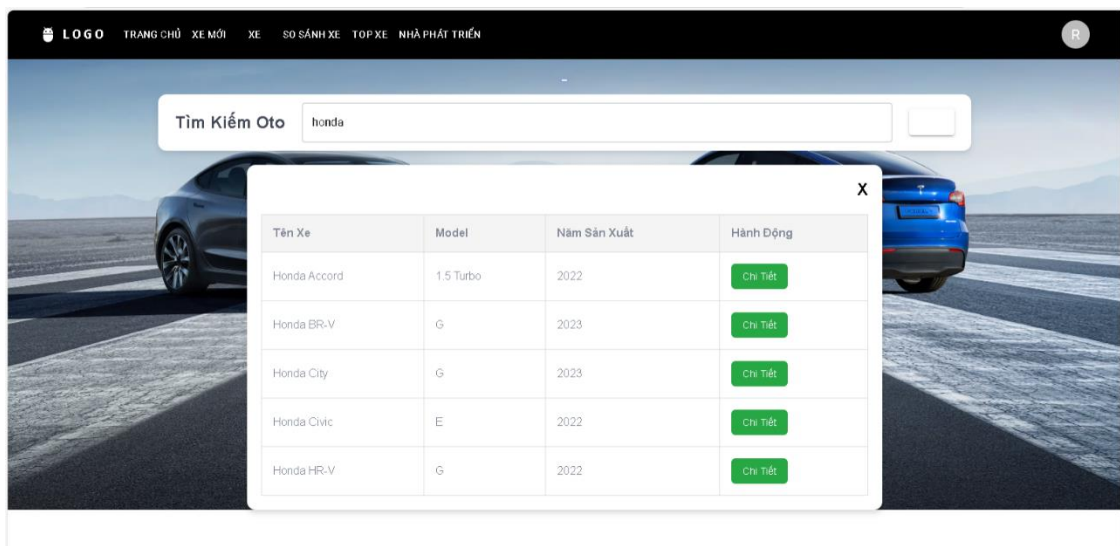 LOGO TRANG CHỦ XE MỚI XE SO SÁNH XE TOP XE NHÀ PHÁT TRIỂN R
-
Tìm Kiếm Oto honda
X
Tên Xe Model Năm Sản Xuất Hành Động
Honda Accord 1.5 Turbo 2022 Chi Tiết
Honda BR-V G 2023 Chi Tiết
Honda City G 2023 Chi Tiết
Honda Civic E 2022 Chi Tiết
Honda HR-V G 2022 Chi Tiết